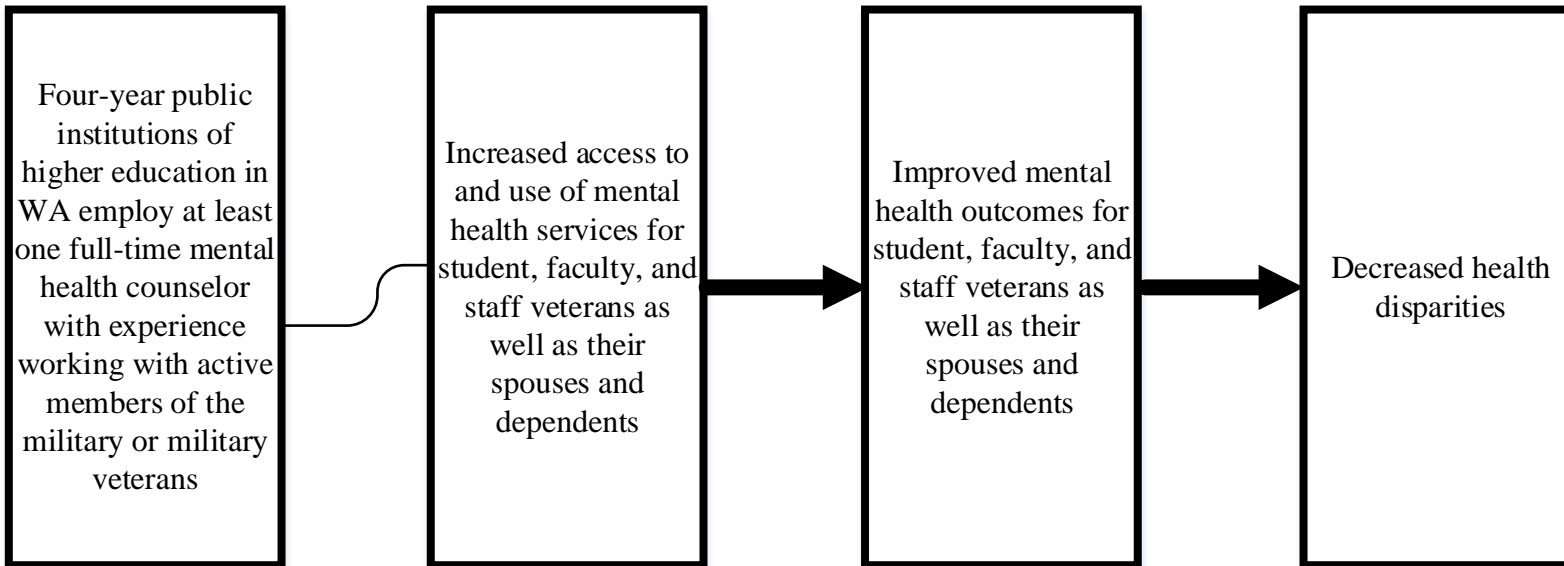 Four-year public
institutions of
higher education in
WA employ at least
one full-time mental
health counselor
with experience
working with active
members of the
military or military
veterans
Increased access to
and use of mental
health services for
student, faculty, and
staff veterans as
well as their
spouses and
dependents
Improved mental
health outcomes for
student, faculty, and
staff veterans as
well as their
spouses and
dependents
Decreased health
disparities